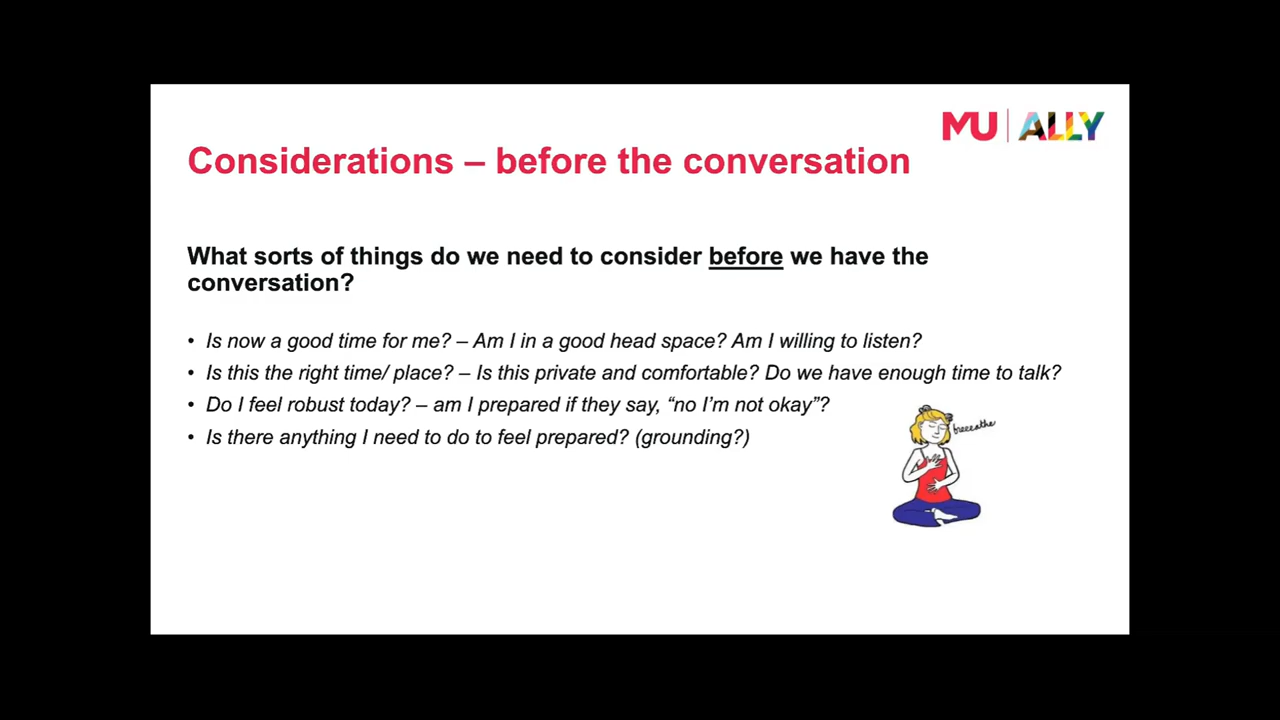 MU | ALLY
Considerations – before the conversation
What sorts of things do we need to consider before we have the
conversation?
• Is now a good time for me? – Am I in a good head space? Am I willing to listen?
• Is this the right time/ place? – Is this private and comfortable? Do we have enough time to talk?
• Do I feel robust today? – am I prepared if they say, “no I’m not okay”?
• Is there anything I need to do to feel prepared? (grounding?)
breeeathe